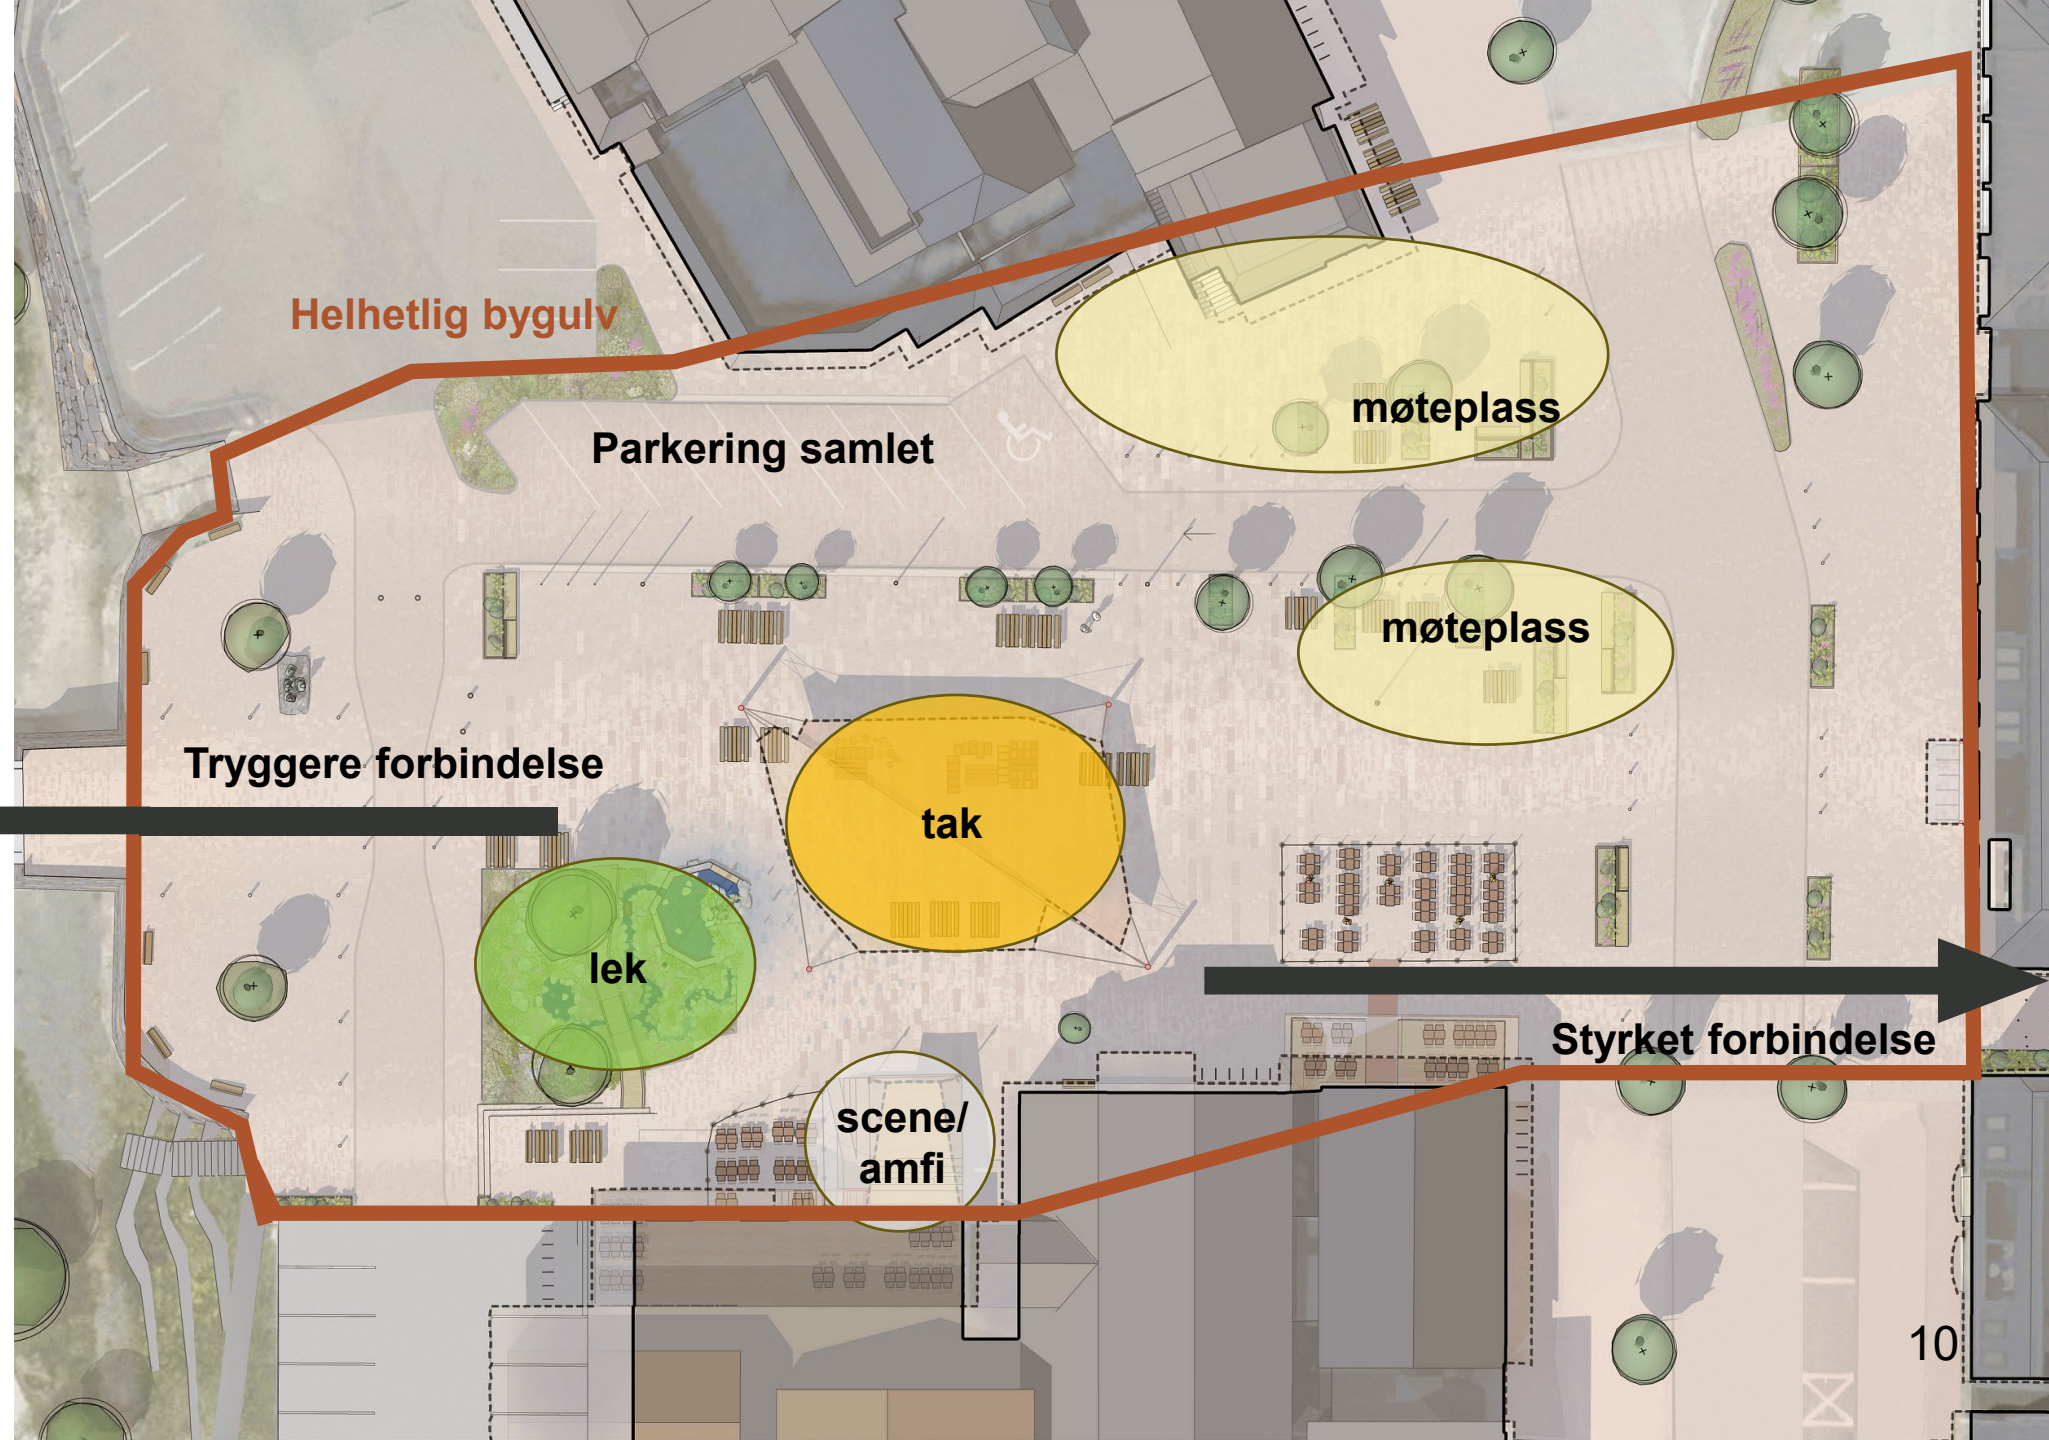 Helhetlig bygulv
Parkering samlet
møteplass
møteplass
Tryggere forbindelse
tak
lek
Styrket forbindelse
scene/
amfi
10